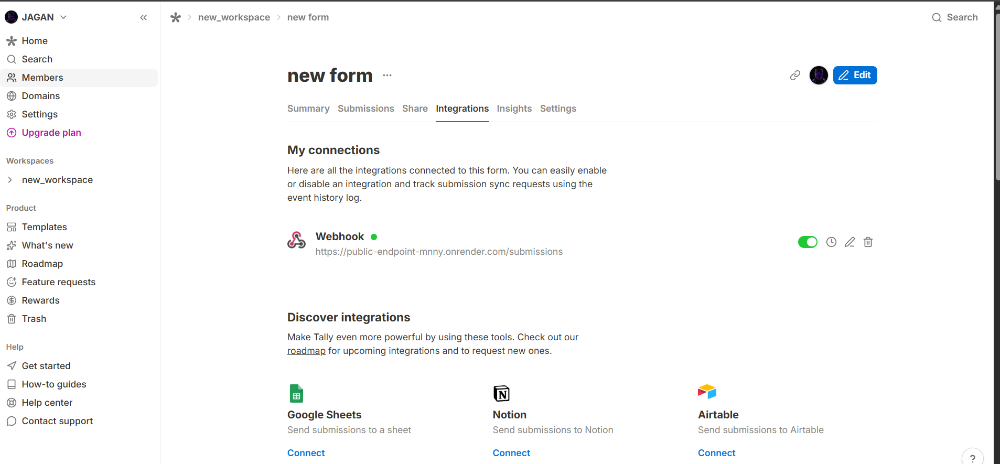 JAGAN
Home
Search
Members
Domains
Settings
Upgrade plan
Workspaces
new_workspace
Product
Templates
What's new
Roadmap
Feature requests
Rewards
Trash
Help
Get started
How-to guides
Help center
Contact support
new_workspace > new form
Search
new form
Edit
Summary Submissions Share Integrations Insights Settings
My connections
Here are all the integrations connected to this form. You can easily enable
or disable an integration and track submission sync requests using the
event history log.
Webhook
https://public-endpoint-mnny.onrender.com/submissions
Discover integrations
Make Tally even more powerful by using these tools. Check out our
roadmap for upcoming integrations and to request new ones.
Google Sheets
Send submissions to a sheet
Connect
N
Notion
Send submissions to Notion
Connect
Airtable
Send submissions to Airtable
Connect
?